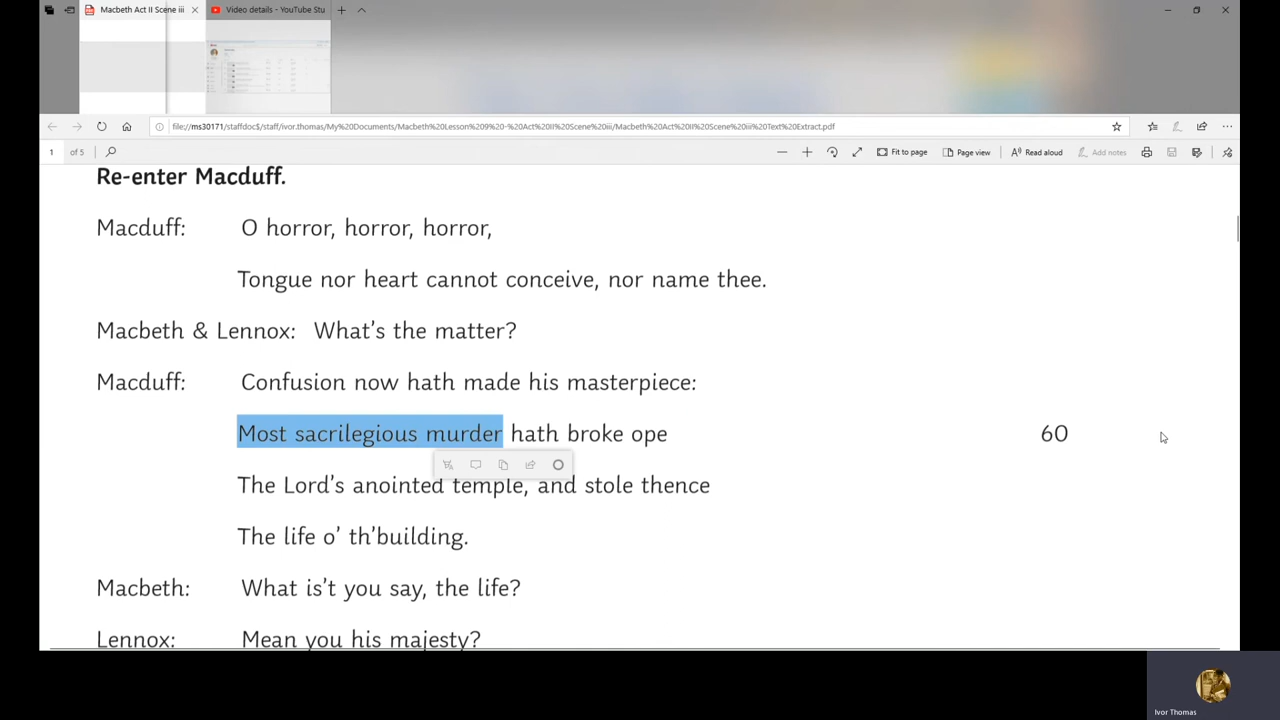 Macbeth Act II Scene iii
Video details - YouTube Stu
file://ms30171/staffdoc$/staff/ivor.thomas/My%20Documents/Macbeth%20Lesson%209%20-%20Act%20II%20Scene%20iii/Macbeth%20Act%20II%20Scene%20iii%20Text%20Extract.pdf
1 of 5 Fit to page Page view Read aloud Add notes
Re-enter Macduff.
Macduff: O horror, horror, horror,
Tongue nor heart cannot conceive, nor name thee.
Macbeth & Lennox: What's the matter?
Macduff: Confusion now hath made his masterpiece:
Most sacrilegious murder hath broke ope 60
The Lord's anointed temple, and stole thence
The life o' th'building.
Macbeth: What is't you say, the life?
Lennox: Mean you his majesty?
Ivor Thomas